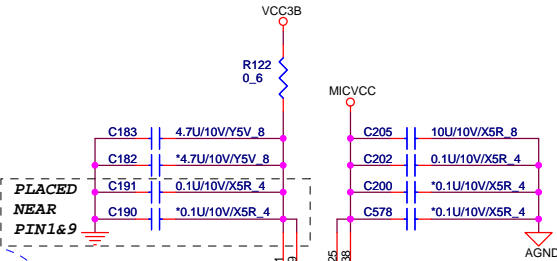 VCC3B
R122
0_6
MICVCC
C183 4.7U/10V/Y5V_8
C205 10U/10V/X5R_8
C182 *4.7U/10V/Y5V_8
C202 0.1U/10V/X5R_4
PLACED
C191 0.1U/10V/X5R_4
C200 *0.1U/10V/X5R_4
NEAR
C190 *0.1U/10V/X5R_4
C578 *0.1U/10V/X5R_4
PIN1&9
AGND
1
9
25
38